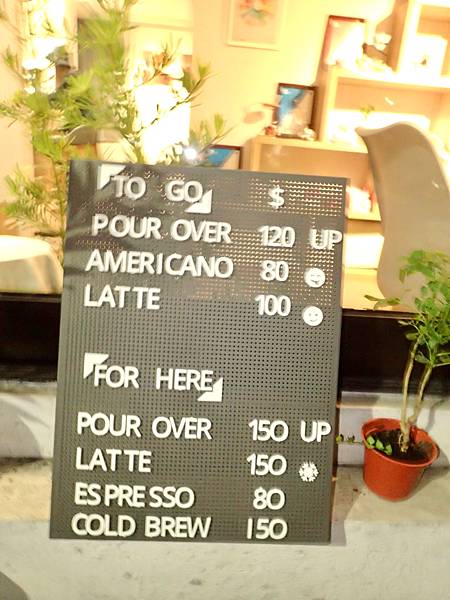 TO GO $
POUR OVER 120 UP
AMERICANO 80
LATTE 100
FOR HERE
POUR OVER 150 UP
LATTE 150
ESPRESSO 80
COLD BREW 150